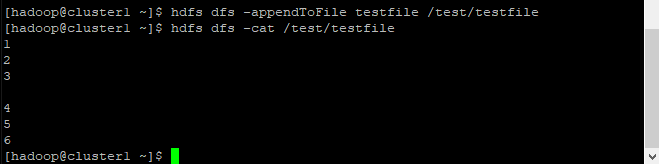 [hadoop@cluster1 ~]$ hdfs dfs -appendToFile testfile /test/testfile
[hadoop@cluster1 ~]$ hdfs dfs -cat /test/testfile
1
2
3

4
5
6
[hadoop@cluster1 ~]$